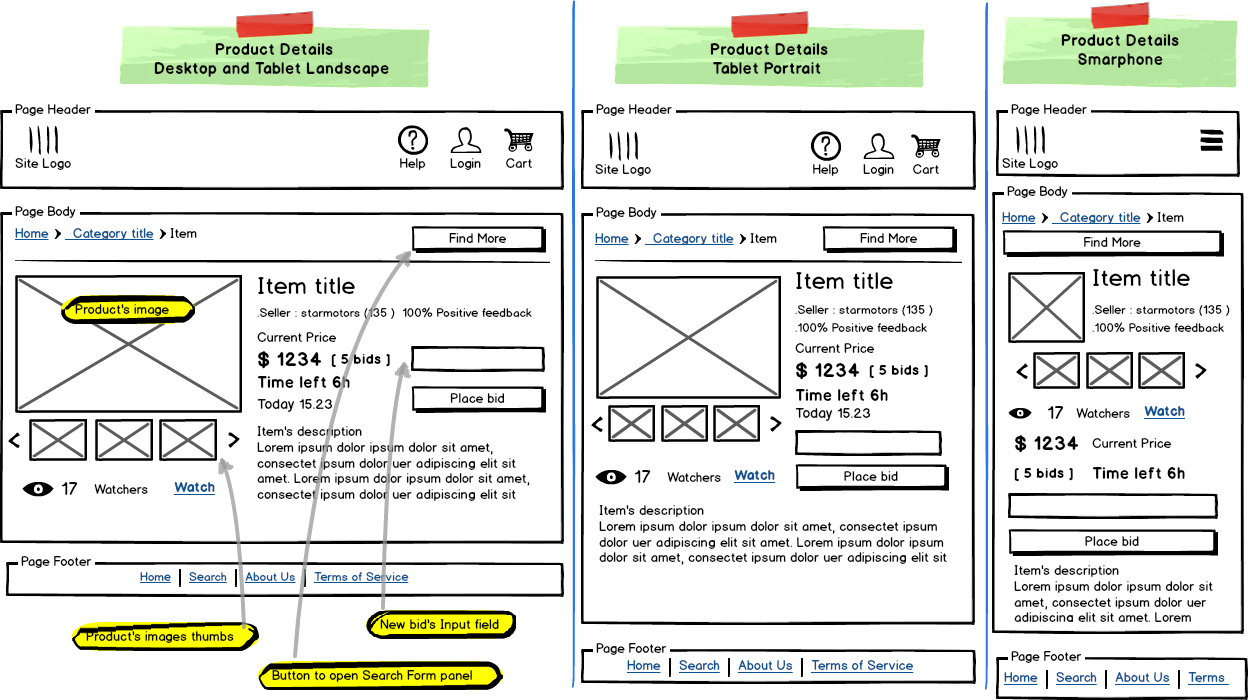 Product Details
Desktop and Tablet Landscape
Page Header
Site Logo
Help
Login
Cart
Page Body
Home
Category title
Item
Find More
Product's image
Item title
.Seller : starmotors (135 ) 100% Positive feedback
Current Price
$ 1234 [ 5 bids ]
Time left 6h
Today 15.23
Place bid
Item's description
Lorem ipsum dolor ipsum dolor sit amet,
consectet ipsum dolor uer adipiscing elit sit
amet. Lorem ipsum dolor ipsum dolor sit amet,
consectet ipsum dolor uer adipiscing elit sit
17 Watchers Watch
Page Footer
Home
Search
About Us
Terms of Service
Product's images thumbs
New bid's Input field
Button to open Search Form panel
Product Details
Tablet Portrait
Page Header
Site Logo
Help
Login
Cart
Page Body
Home
Category title
Item
Find More
Item title
.Seller : starmotors (135 )
.100% Positive feedback
Current Price
$ 1234 [ 5 bids ]
Time left 6h
Today 15.23
17 Watchers Watch
Place bid
Item's description
Lorem ipsum dolor ipsum dolor sit amet, consectet ipsum
dolor uer adipiscing elit sit amet. Lorem ipsum dolor ipsum
dolor sit amet, consectet ipsum dolor uer adipiscing elit sit
Page Footer
Home
Search
About Us
Terms of Service
Product Details
Smarphone
Page Header
Site Logo
Page Body
Home
Category title
Item
Find More
Item title
.Seller : starmotors (135 )
.100% Positive feedback
17 Watchers Watch
$ 1234 Current Price
[ 5 bids ] Time left 6h
Place bid
Item's description
Lorem ipsum dolor ipsum dolor sit
amet, consectet ipsum dolor uer
adipiscing elit sit amet. Lorem
Page Footer
Home
Search
About Us
Terms